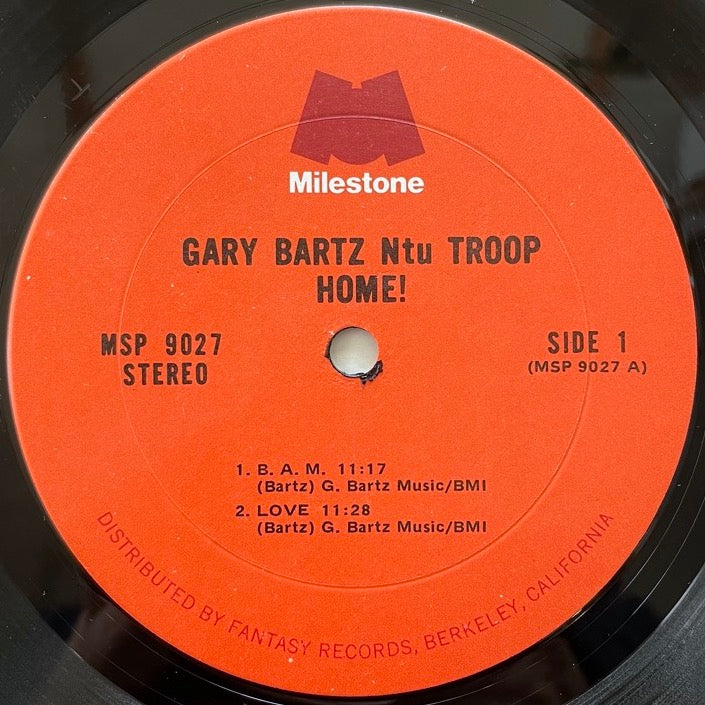 Milestone
GARY BARTZ Ntu TROOP
HOME!
MSP 9027
STEREO
SIDE 1
(MSP 9027 A)
1. B. A. M. 11:17
(Bartz) G. Bartz Music/BMI
2. LOVE 11:28
(Bartz) G. Bartz Music/BMI
DISTRIBUTED BY FANTASY RECORDS, BERKELEY, CALIFORNIA